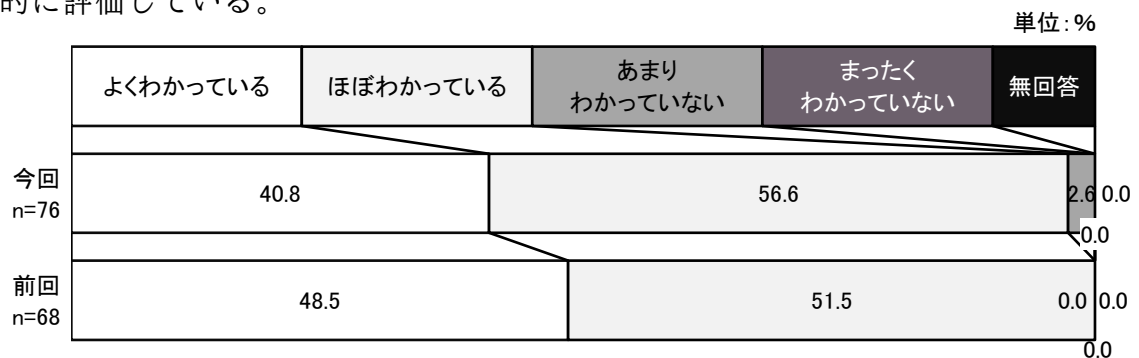 的に評価している。
単位:%
よくわかっている
ほぼわかっている
あまり
わかっていない
まったく
わかっていない
無回答
今回
n=76
40.8
56.6
2.6
0.0
0.0
前回
n=68
48.5
51.5
0.0
0.0
0.0